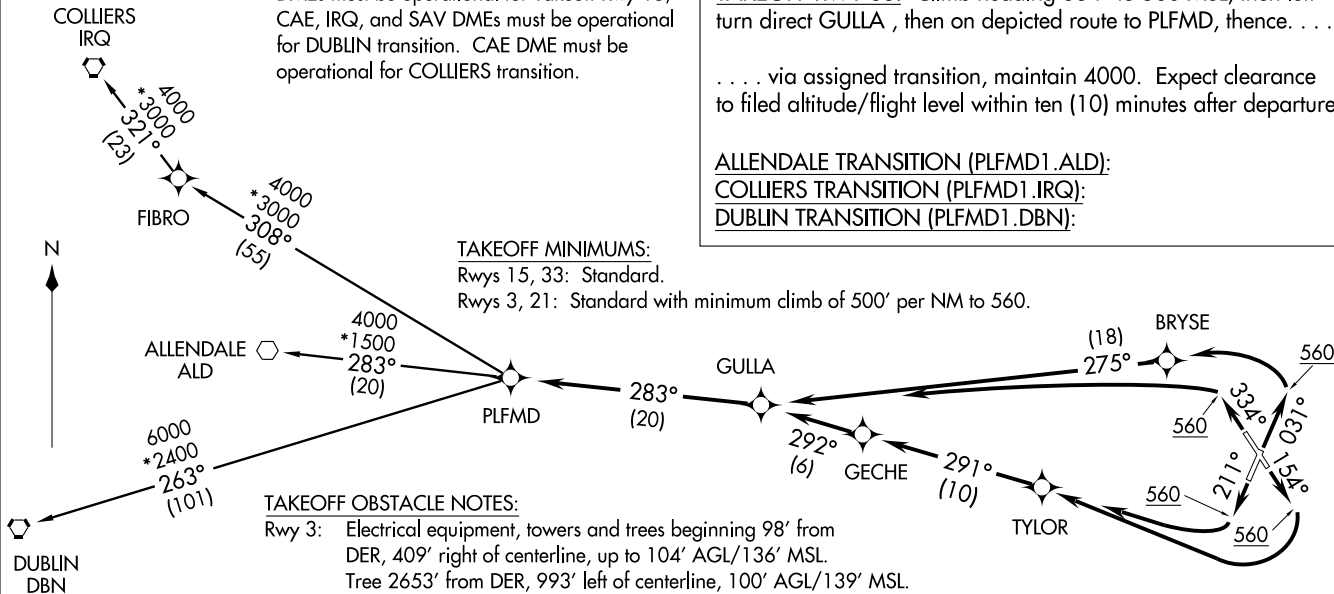 COLLIERS
IRQ
CAE, IRQ, and SAV DMEs must be operational
for DUBLIN transition. CAE DME must be
operational for COLLIERS transition.
turn direct GULLA , then on depicted route to PLFMD, thence. . . .
. . . . via assigned transition, maintain 4000. Expect clearance
to filed altitude/flight level within ten (10) minutes after departure
ALLENDALE TRANSITION (PLFMD1.ALD):
COLLIERS TRANSITION (PLFMD1.IRQ):
DUBLIN TRANSITION (PLFMD1.DBN):
4000
*3000
321°
(23)
FIBRO
4000
*3000
308°
(55)
N
TAKEOFF MINIMUMS:
Rwys 15, 33: Standard.
Rwys 3, 21: Standard with minimum climb of 500' per NM to 560.
ALLENDALE
ALD
4000
*1500
283°
(20)
PLFMD
283°
(20)
GULLA
(18)
275°
BRYSE
560
334°
031°
560
292°
(6)
GECHE
291°
(10)
TYLOR
211°
154°
560
560
6000
*2400
263°
(101)
DUBLIN
DBN
TAKEOFF OBSTACLE NOTES:
Rwy 3: Electrical equipment, towers and trees beginning 98' from
DER, 409' right of centerline, up to 104' AGL/136' MSL.
Tree 2653' from DER, 993' left of centerline, 100' AGL/139' MSL.